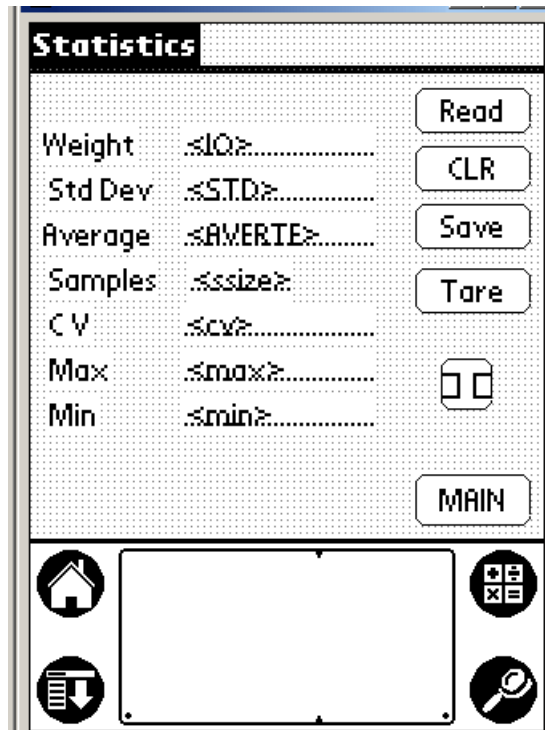 Statistics
Read
Weight <IO>
CLR
Std Dev <STD>
Average <AVERTE>
Save
Samples <ssize>
Tare
C V <cv>
Max <max>
Min <min>
MAIN